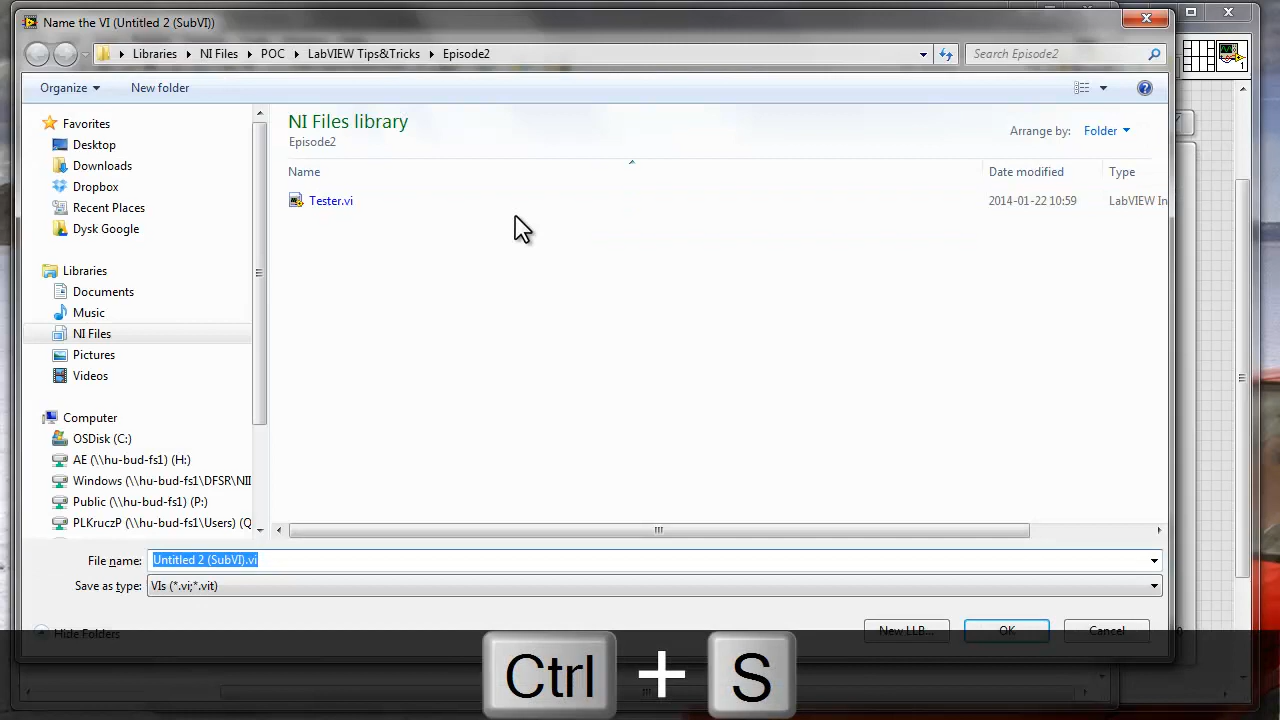 Name the VI (Untitled 2 (SubVI))
Libraries NI Files POC LabVIEW Tips&Tricks Episode2
Search Episode2
Organize New folder
Favorites
Desktop
Downloads
Dropbox
Recent Places
Dysk Google
Libraries
Documents
Music
NI Files
Pictures
Videos
Computer
OSDisk (C:)
AE (\\hu-bud-fs1) (H:)
Windows (\\hu-bud-fs1\DFSR\NII
Public (\\hu-bud-fs1) (P:)
PLKruczP (\\hu-bud-fs1\Users) (Q
NI Files library
Episode2
Arrange by: Folder
Name Date modified Type
Tester.vi 2014-01-22 10:59 LabVIEW In
File name: Untitled 2 (SubVI).vi
Save as type: VIs (*.vi;*.vit)
Hide Folders New LLB... OK Cancel
Ctrl + S